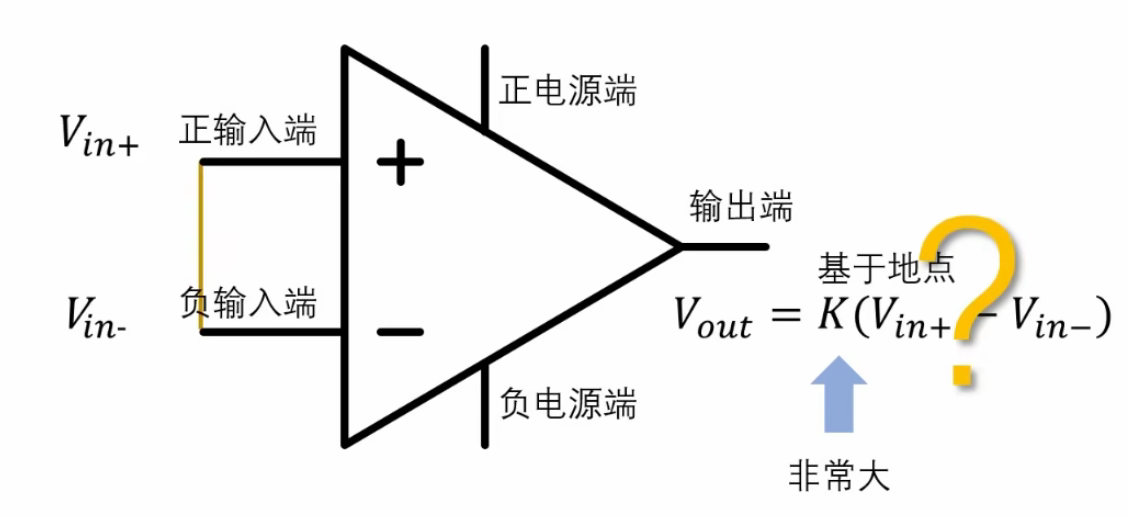 正电源端
V_{in+}
正输入端
+
输出端
基于地点
?
V_{in-}
负输入端
−
V_{out} = K(V_{in+} − V_{in−})
负电源端
非常大